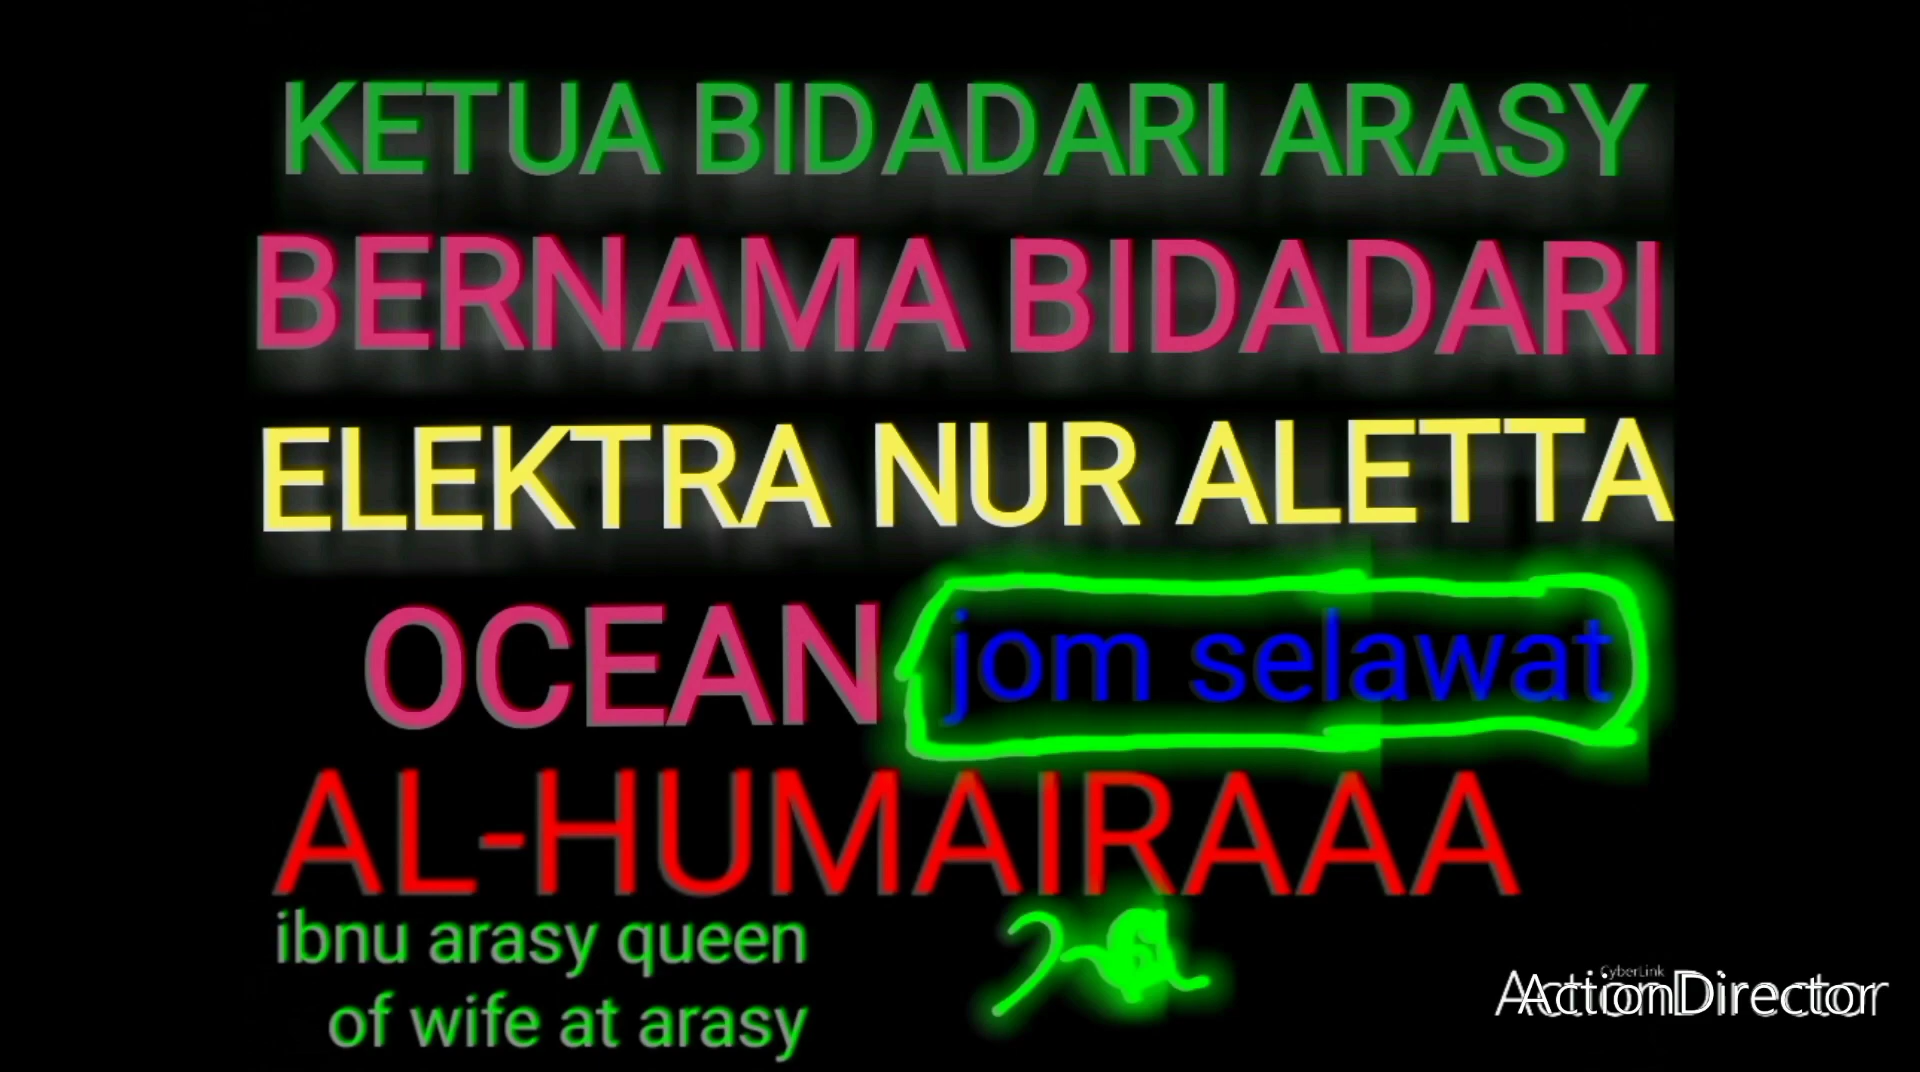 KETUA BIDADARI ARASY
BERNAMA BIDADARI
ELEKTRA NUR ALETTA
OCEAN jom selawat
AL-HUMAIRAAA
ibnu arasy queen
of wife at arasy
CyberLink
ActionDirector